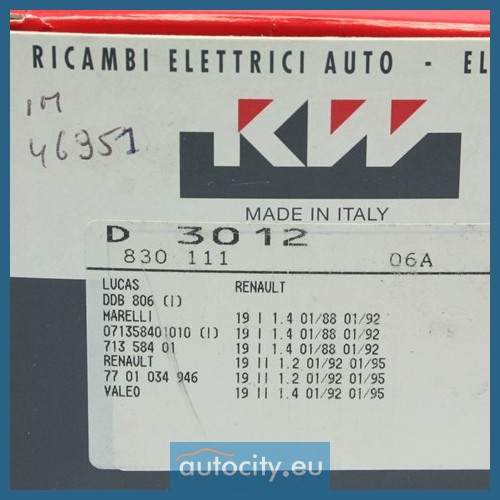 RICAMBI ELETTRICI AUTO - EL
IM
46951
KW
MADE IN ITALY
D 3012
830 111 06A
LUCAS RENAULT
DDB 806 (I)
MARELLI 19 I 1.4 01/88 01/92
071358401010 (I) 19 I 1.4 01/88 01/92
713 584 01 19 I 1.4 01/88 01/92
RENAULT 19 II 1.2 01/92 01/95
77 01 034 946 19 II 1.2 01/92 01/95
VALEO 19 II 1.4 01/92 01/95
autocity.eu